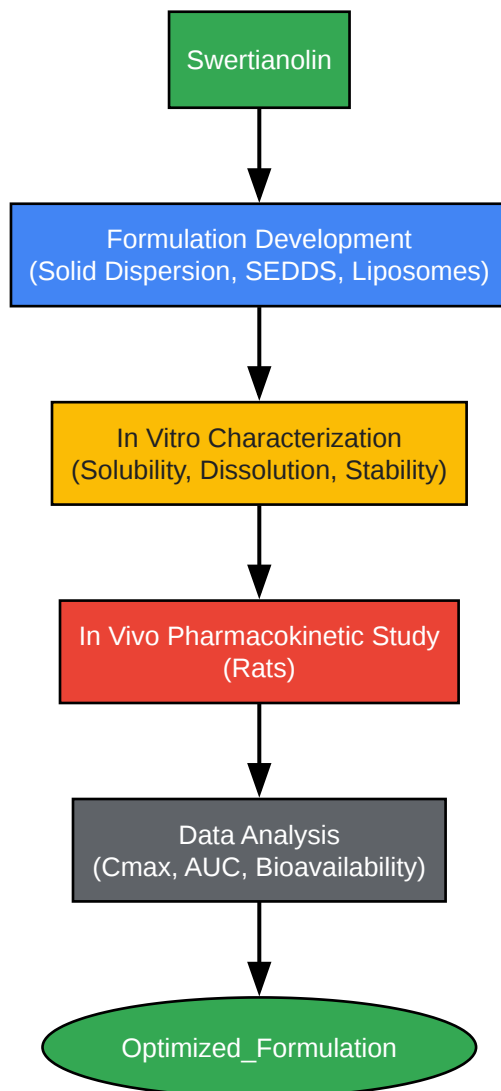 Swertianolin
Formulation Development
(Solid Dispersion, SEDDS, Liposomes)
In Vitro Characterization
(Solubility, Dissolution, Stability)
In Vivo Pharmacokinetic Study
(Rats)
Data Analysis
(Cmax, AUC, Bioavailability)
Optimized_Formulation